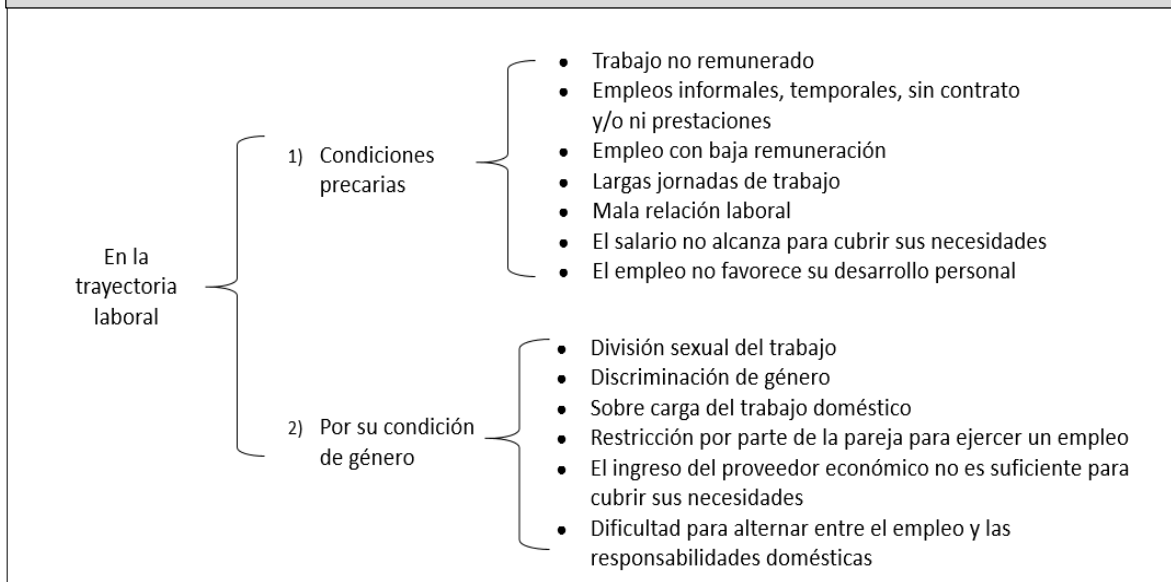 En la
trayectoria
laboral
1) Condiciones
precarias
• Trabajo no remunerado
• Empleos informales, temporales, sin contrato
y/o ni prestaciones
• Empleo con baja remuneración
• Largas jornadas de trabajo
• Mala relación laboral
• El salario no alcanza para cubrir sus necesidades
• El empleo no favorece su desarrollo personal
2) Por su condición
de género
• División sexual del trabajo
• Discriminación de género
• Sobre carga del trabajo doméstico
• Restricción por parte de la pareja para ejercer un empleo
• El ingreso del proveedor económico no es suficiente para
cubrir sus necesidades
• Dificultad para alternar entre el empleo y las
responsabilidades domésticas